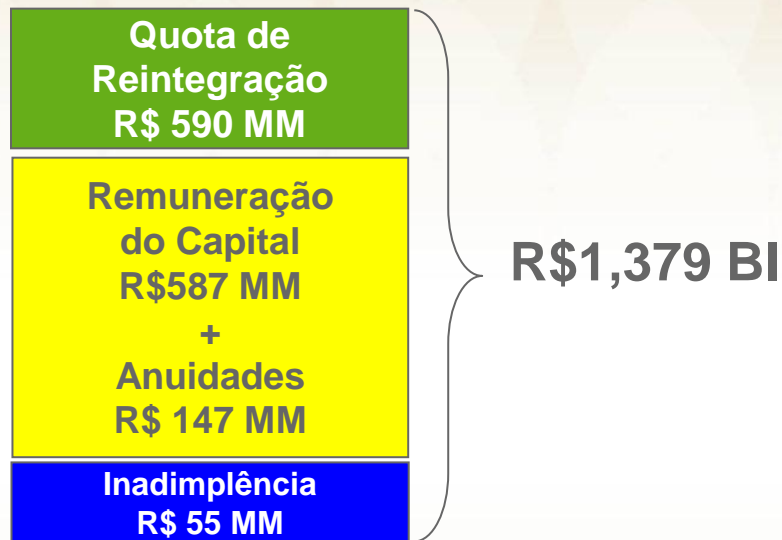 Quota de
Reintegração
R$ 590 MM
Remuneração
do Capital
R$587 MM
+
Anuidades
R$ 147 MM
Inadimplência
R$ 55 MM
R$1,379 BI